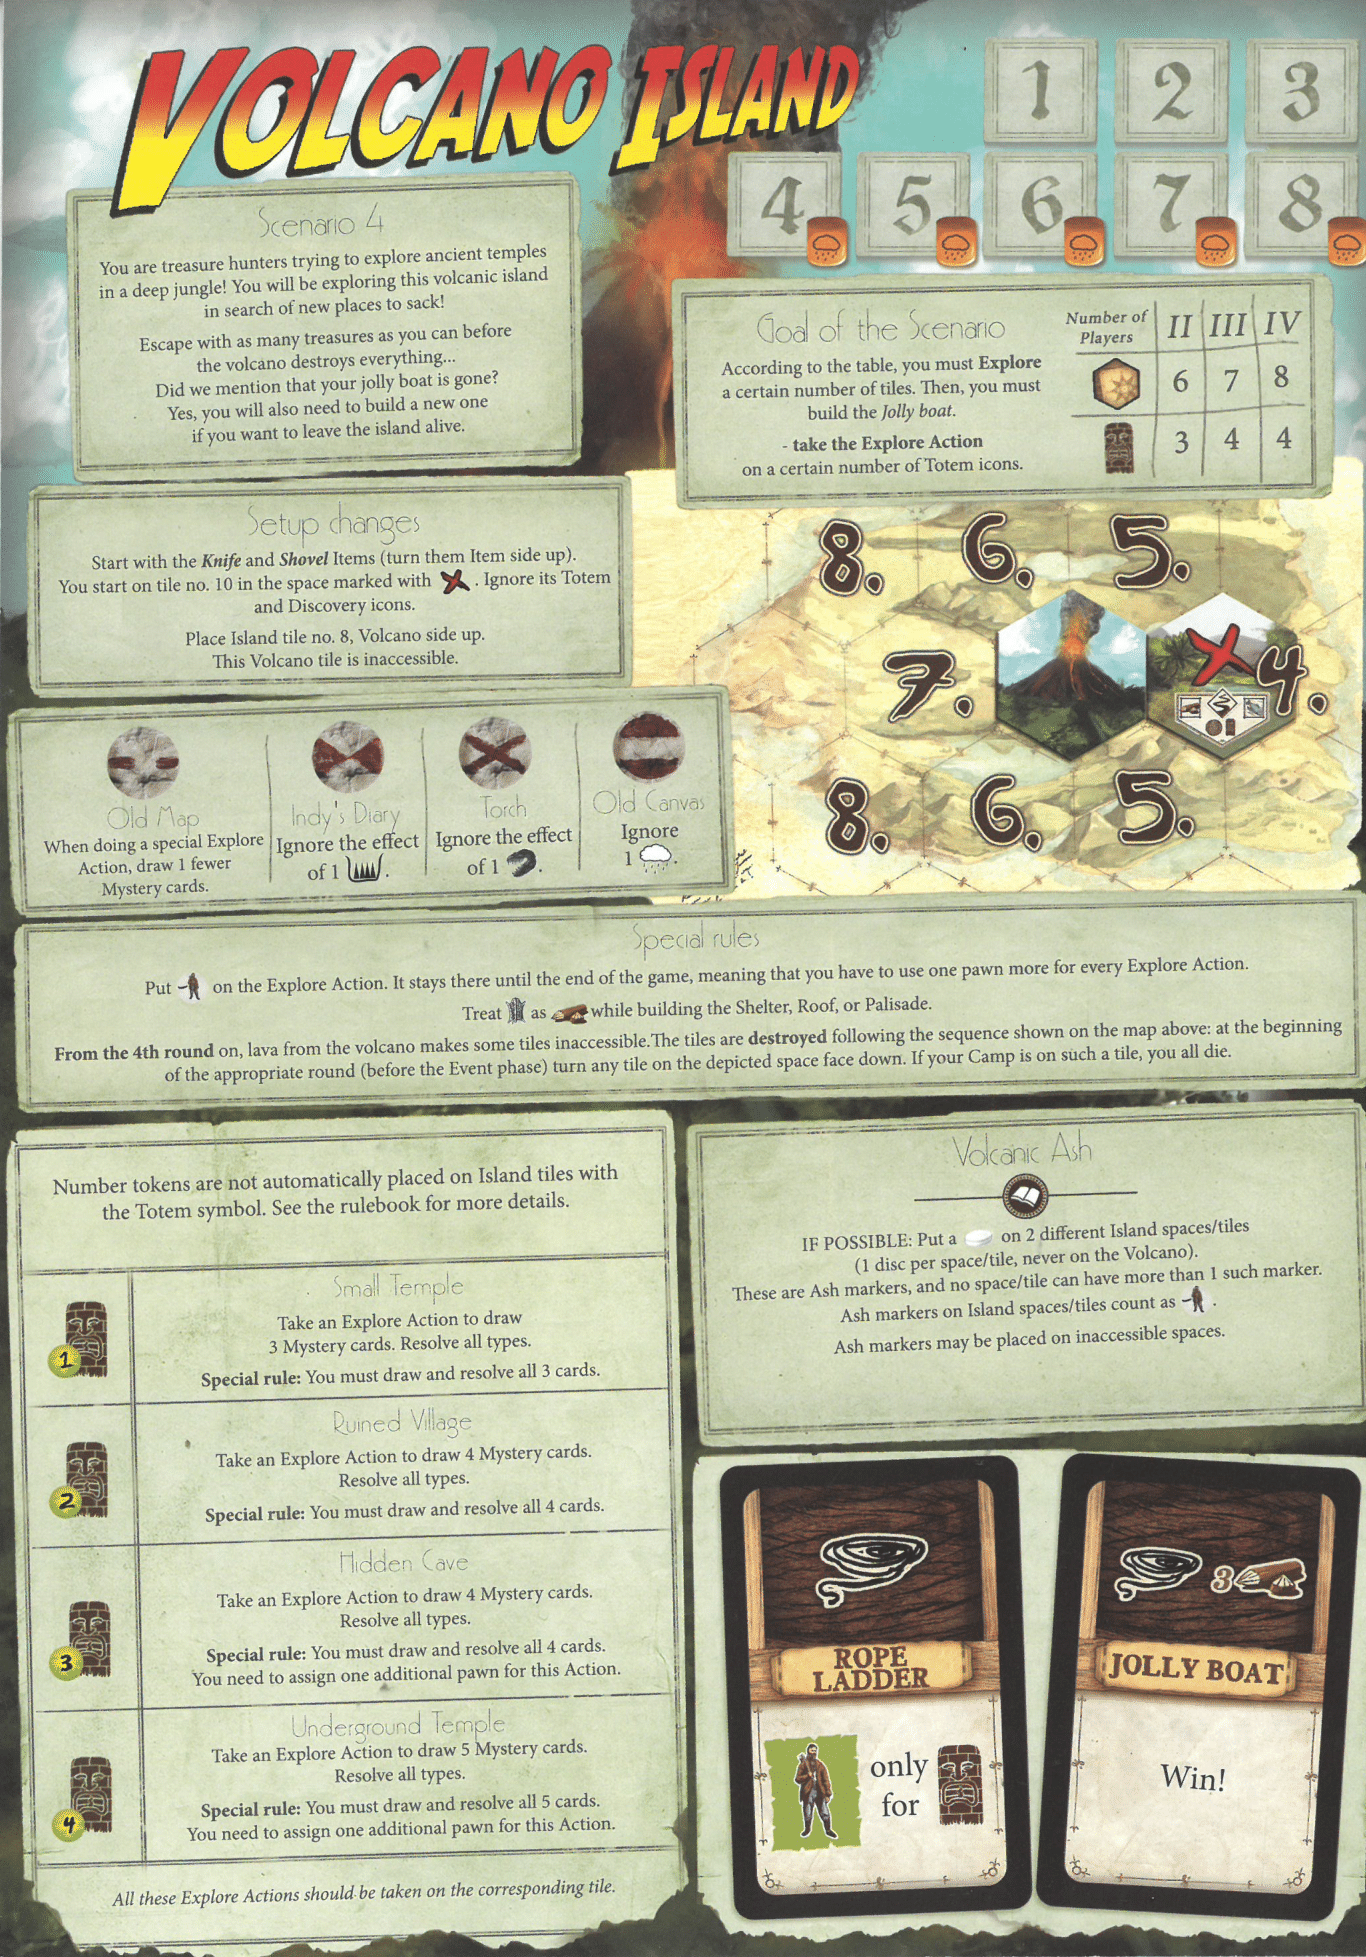 VOLCANO ISLAND
1 2 3
4 5 6 7 8
Scenario 4
You are treasure hunters trying to explore ancient temples
in a deep jungle! You will be exploring this volcanic island
in search of new places to sack!
Escape with as many treasures as you can before
the volcano destroys everything...
Did we mention that your jolly boat is gone?
Yes, you will also need to build a new one
if you want to leave the island alive.
Goal of the Scenario
According to the table, you must Explore
a certain number of tiles. Then, you must
build the Jolly boat.
- take the Explore Action
on a certain number of Totem icons.
Number of
Players
II III IV
6 7 8
3 4 4
Setup changes
Start with the Knife and Shovel Items (turn them Item side up).
You start on tile no. 10 in the space marked with . Ignore its Totem
and Discovery icons.
Place Island tile no. 8, Volcano side up.
This Volcano tile is inaccessible.
8. 6. 5.
7. 4.
8. 6. 5.
Old Map
When doing a special Explore
Action, draw 1 fewer
Mystery cards.
Indy's Diary
Ignore the effect
of 1 .
Torch
Ignore the effect
of 1 .
Old Canvas
Ignore
1 .
Special rules
Put on the Explore Action. It stays there until the end of the game, meaning that you have to use one pawn more for every Explore Action.
Treat as while building the Shelter, Roof, or Palisade.
From the 4th round on, lava from the volcano makes some tiles inaccessible.The tiles are destroyed following the sequence shown on the map above: at the beginning
of the appropriate round (before the Event phase) turn any tile on the depicted space face down. If your Camp is on such a tile, you all die.
Number tokens are not automatically placed on Island tiles with
the Totem symbol. See the rulebook for more details.
1
Small Temple
Take an Explore Action to draw
3 Mystery cards. Resolve all types.
Special rule: You must draw and resolve all 3 cards.
2
Ruined Village
Take an Explore Action to draw 4 Mystery cards.
Resolve all types.
Special rule: You must draw and resolve all 4 cards.
3
Hidden Cave
Take an Explore Action to draw 4 Mystery cards.
Resolve all types.
Special rule: You must draw and resolve all 4 cards.
You need to assign one additional pawn for this Action.
4
Underground Temple
Take an Explore Action to draw 5 Mystery cards.
Resolve all types.
Special rule: You must draw and resolve all 5 cards.
You need to assign one additional pawn for this Action.
All these Explore Actions should be taken on the corresponding tile.
Volcanic Ash
IF POSSIBLE: Put a on 2 different Island spaces/tiles
(1 disc per space/tile, never on the Volcano).
These are Ash markers, and no space/tile can have more than 1 such marker.
Ash markers on Island spaces/tiles count as .
Ash markers may be placed on inaccessible spaces.
ROPE
LADDER
only
for
3
JOLLY BOAT
Win!